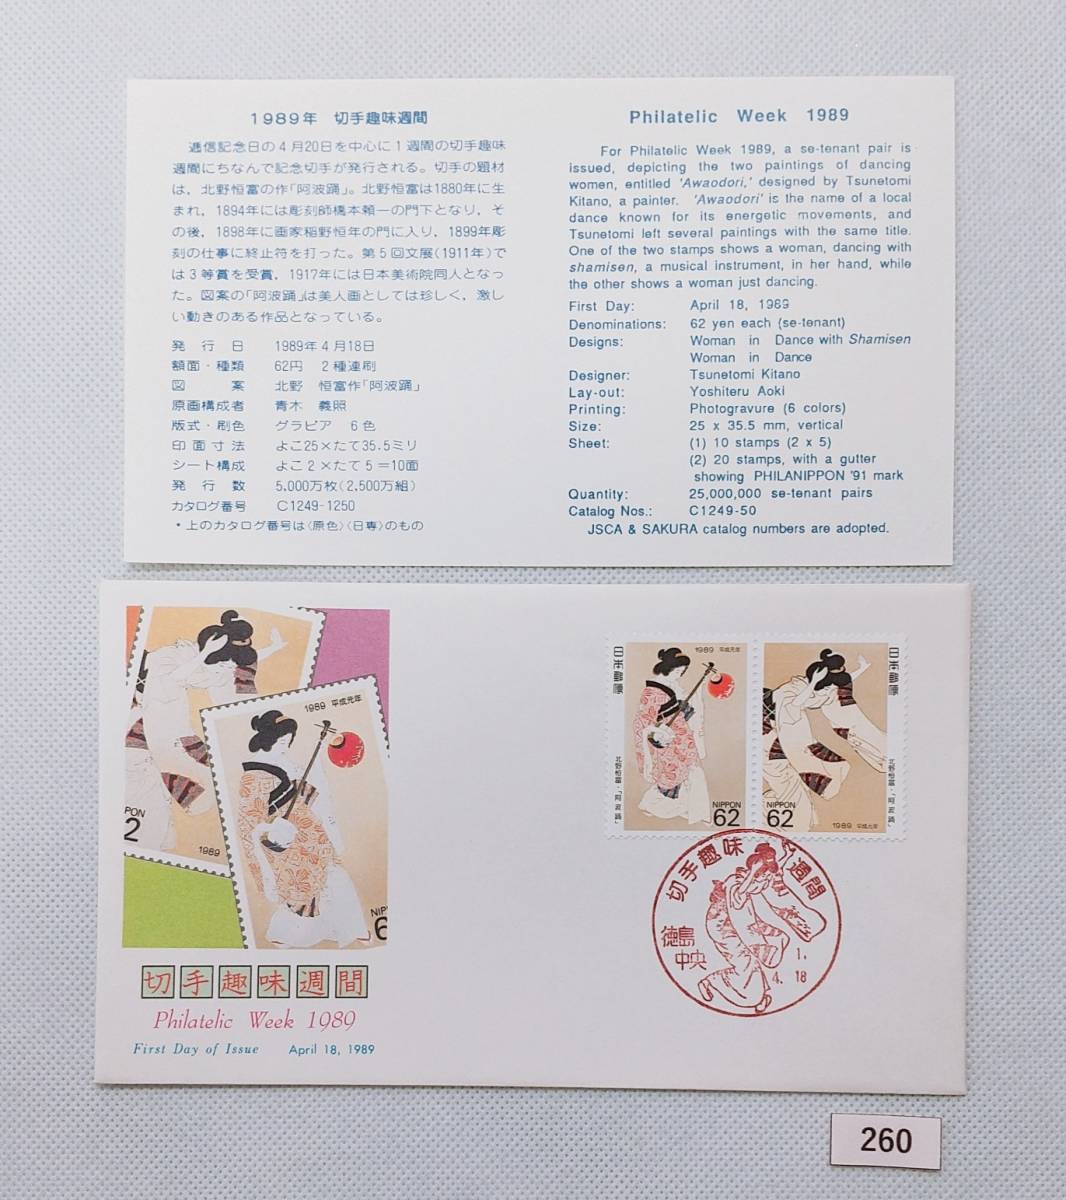 1989年 切手趣味週間
逓信記念日の4月20日を中心に1週間の切手趣味
週間にちなんで記念切手が発行される。切手の題材
は、北野恒富の作「阿波踊」。北野恒富は1880年に生
まれ、1894年には彫刻師橋本頼一の門下となり、そ
の後、1898年に画家稲野恒年の門に入り、1899年彫
刻の仕事に終止符を打った。第5回文展(1911年)で
は3等賞を受賞、1917年には日本美術院同人となっ
た。図案の「阿波踊」は美人画としては珍しく、激し
い動きのある作品となっている。
発行日 1989年4月18日
額面・種類 62円 2種連刷
図案 北野 恒富作「阿波踊」
原画構成者 青木 義照
版式・刷色 グラビア 6色
印面寸法 よこ25×たて35.5ミリ
シート構成 よこ2×たて5=10面
発行数 5,000万枚(2,500万組)
カタログ番号 C1249-1250
・上のカタログ番号は〈原色〉〈日専〉のもの
Philatelic Week 1989
For Philatelic Week 1989, a se-tenant pair is
issued, depicting the two paintings of dancing
women, entitled 'Awaodori,' designed by Tsunetomi
Kitano, a painter. 'Awaodori' is the name of a local
dance known for its energetic movements, and
Tsunetomi left several paintings with the same title.
One of the two stamps shows a woman, dancing with
shamisen, a musical instrument, in her hand, while
the other shows a woman just dancing.
First Day: April 18, 1989
Denominations: 62 yen each (se-tenant)
Designs: Woman in Dance with Shamisen
Woman in Dance
Designer: Tsunetomi Kitano
Lay-out: Yoshiteru Aoki
Printing: Photogravure (6 colors)
Size: 25 x 35.5 mm, vertical
Sheet: (1) 10 stamps (2 x 5)
(2) 20 stamps, with a gutter
showing PHILANIPPON '91 mark
Quantity: 25,000,000 se-tenant pairs
Catalog Nos.: C1249-50
JSCA & SAKURA catalog numbers are adopted.
PON
2
1989
1989 平成元年
NIP
6
切手趣味週間
Philatelic Week 1989
First Day of Issue April 18, 1989
日本郵便
1989 平成元年
北野恒富・「阿波踊」
NIPPON
62
日本郵便
北野恒富・「阿波踊」
NIPPON
62
1989 平成元年
切手趣味週間
徳島
中央
1.
4. 18
260